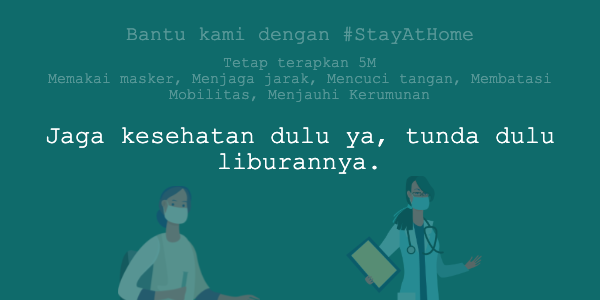 Bantu kami dengan #StayAtHome
Tetap terapkan 5M
Memakai masker, Menjaga jarak, Mencuci tangan, Membatasi
Mobilitas, Menjauhi Kerumunan
Jaga kesehatan dulu ya, tunda dulu
liburannya.